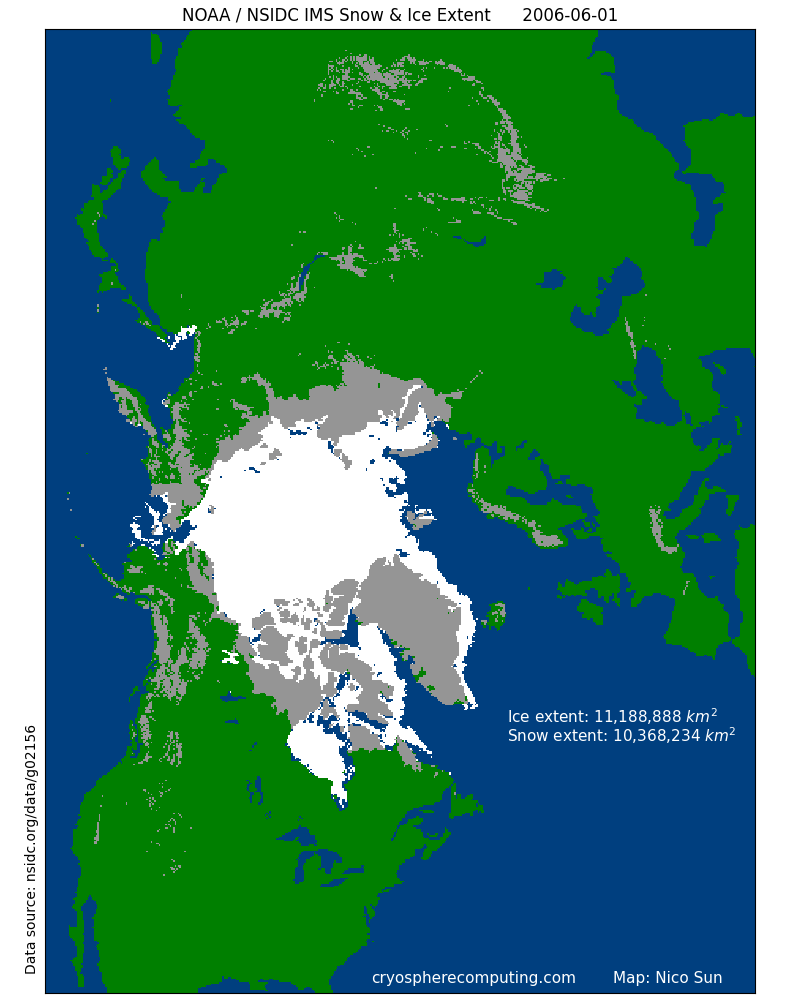 NOAA / NSIDC IMS Snow & Ice Extent      2006-06-01
Ice extent: 11,188,888 km²
Snow extent: 10,368,234 km²
Data source: nsidc.org/data/g02156
cryospherecomputing.com        Map: Nico Sun